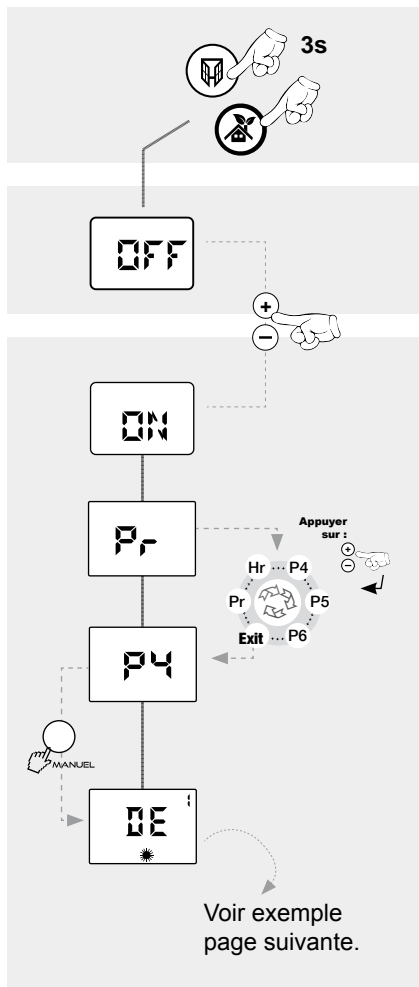 3s
OFF
+
−
ON
Pr
Appuyer
sur :
+
−
Hr ... P4
Pr P5
Exit ... P6
P4
MANUEL
DE 1
Voir exemple
page suivante.